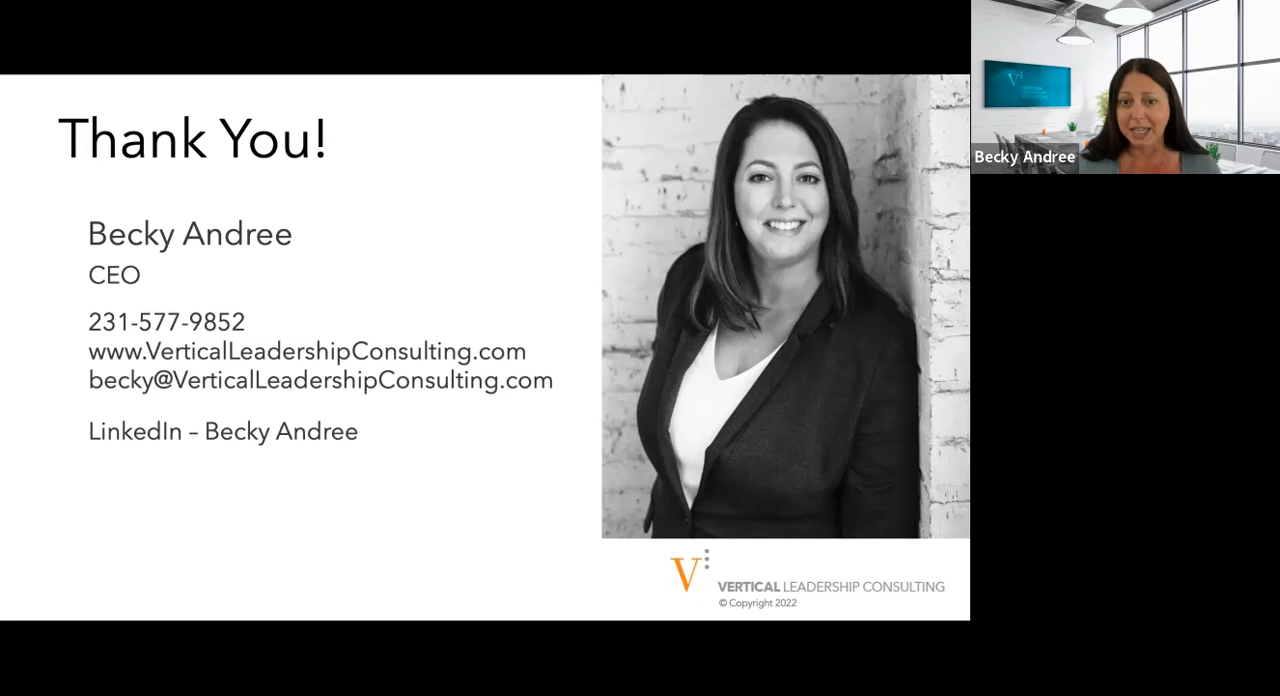 Thank You!
Becky Andree
CEO
231-577-9852
www.VerticalLeadershipConsulting.com
becky@VerticalLeadershipConsulting.com
LinkedIn – Becky Andree
V
VERTICAL LEADERSHIP CONSULTING
© Copyright 2022
V
VERTICAL
Becky Andree